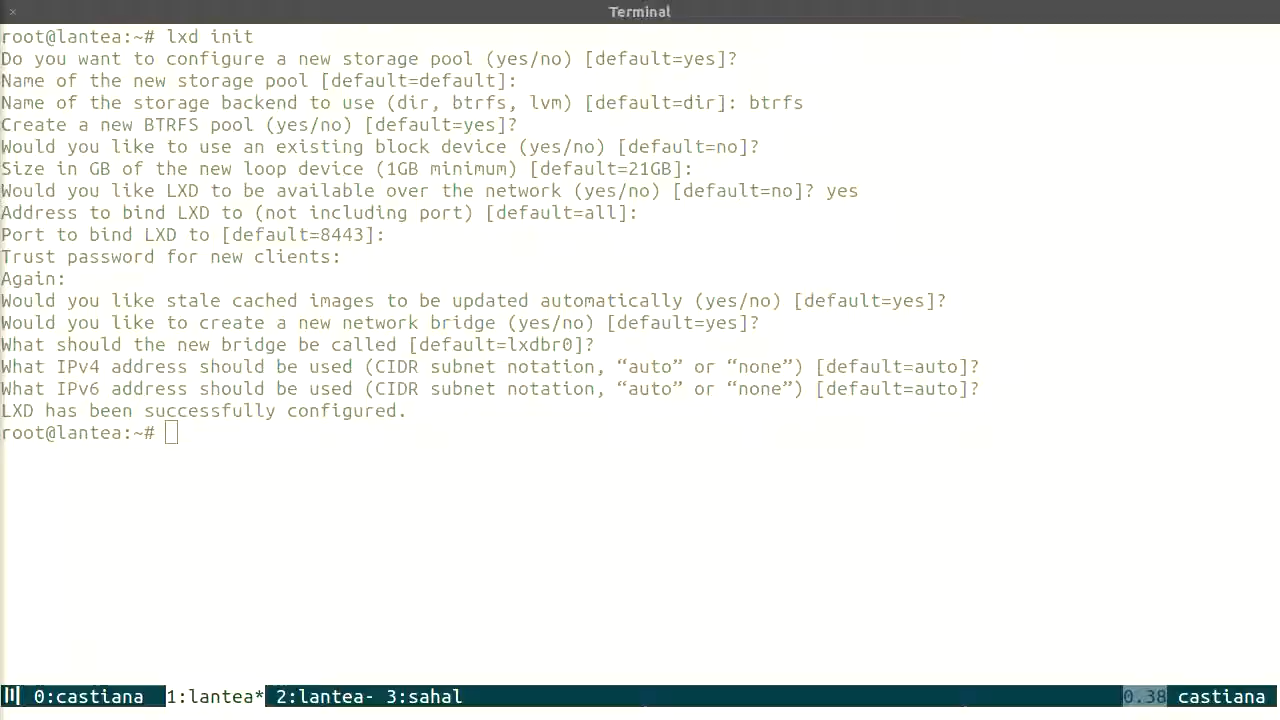 Terminal
root@lantea:~# lxd init
Do you want to configure a new storage pool (yes/no) [default=yes]?
Name of the new storage pool [default=default]:
Name of the storage backend to use (dir, btrfs, lvm) [default=dir]: btrfs
Create a new BTRFS pool (yes/no) [default=yes]?
Would you like to use an existing block device (yes/no) [default=no]?
Size in GB of the new loop device (1GB minimum) [default=21GB]:
Would you like LXD to be available over the network (yes/no) [default=no]? yes
Address to bind LXD to (not including port) [default=all]:
Port to bind LXD to [default=8443]:
Trust password for new clients:
Again:
Would you like stale cached images to be updated automatically (yes/no) [default=yes]?
Would you like to create a new network bridge (yes/no) [default=yes]?
What should the new bridge be called [default=lxdbr0]?
What IPv4 address should be used (CIDR subnet notation, “auto” or “none”) [default=auto]?
What IPv6 address should be used (CIDR subnet notation, “auto” or “none”) [default=auto]?
LXD has been successfully configured.
root@lantea:~#
0:castiana 1:lantea* 2:lantea- 3:sahal 0.38 castiana